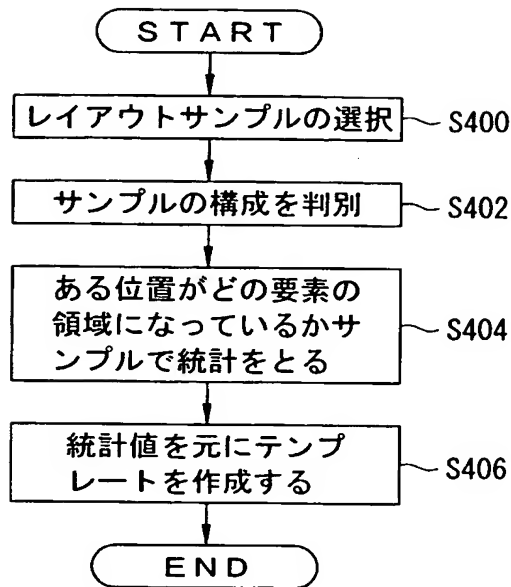 START
レイアウトサンプルの選択
S400
サンプルの構成を判別
S402
ある位置がどの要素の
領域になっているかサ
ンプルで統計をとる
S404
統計値を元にテンプ
レートを作成する
S406
END